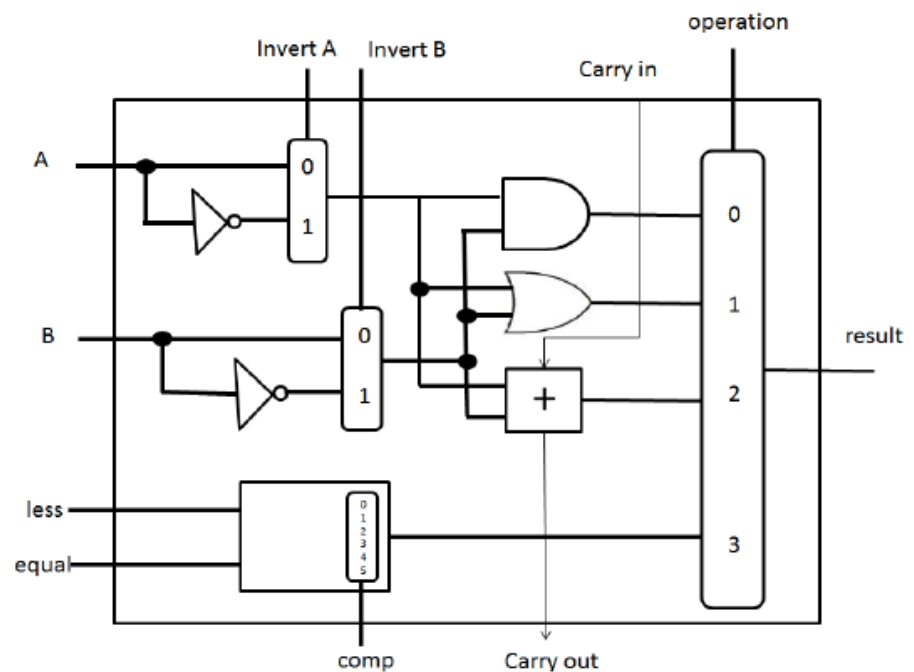 operation
Invert A
Invert B
Carry in
A
0
1
0
B
0
1
1
result
+
2
less
0
1
2
3
4
5
3
equal
comp
Carry out